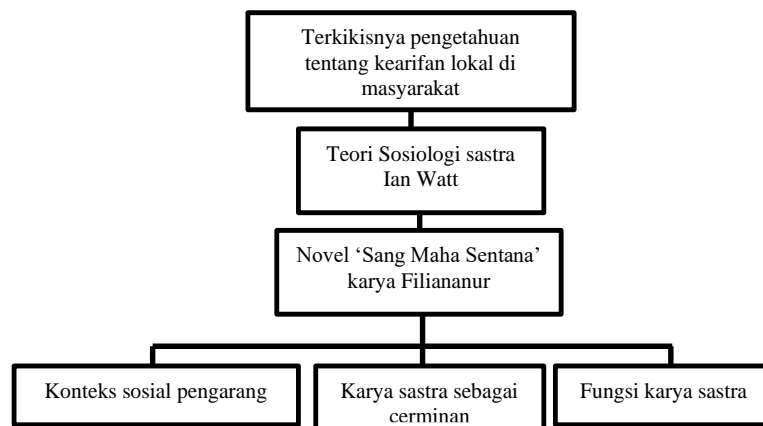 Terkikisnya pengetahuan
tentang kearifan lokal di
masyarakat
Teori Sosiologi sastra
Ian Watt
Novel ‘Sang Maha Sentana’
karya Filiananur
Konteks sosial pengarang
Karya sastra sebagai
cerminan
Fungsi karya sastra